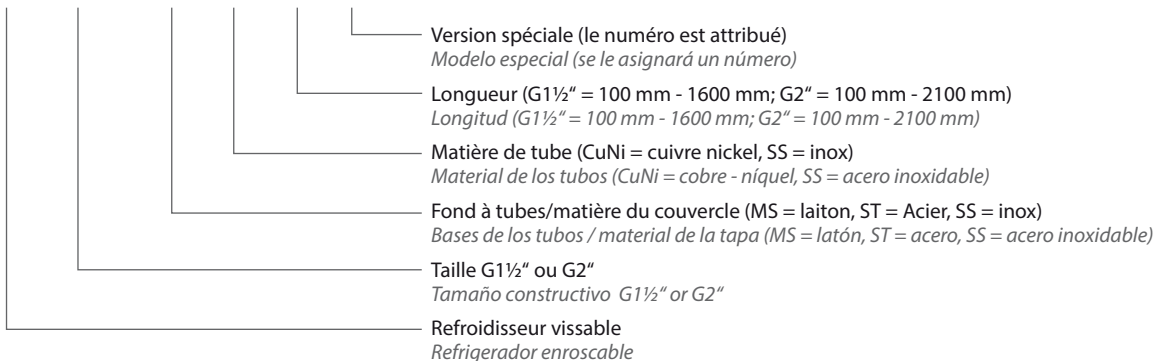 Version spéciale (le numéro est attribué)
Modelo especial (se le asignará un número)
Longueur (G1½“ = 100 mm - 1600 mm; G2“ = 100 mm - 2100 mm)
Longitud (G1½“ = 100 mm - 1600 mm; G2“ = 100 mm - 2100 mm)
Matière de tube (CuNi = cuivre nickel, SS = inox)
Material de los tubos (CuNi = cobre - níquel, SS = acero inoxidable)
Fond à tubes/matière du couvercle (MS = laiton, ST = Acier, SS = inox)
Bases de los tubos / material de la tapa (MS = latón, ST = acero, SS = acero inoxidable)
Taille G1½“ ou G2“
Tamaño constructivo G1½“ or G2“
Refroidisseur vissable
Refrigerador enroscable